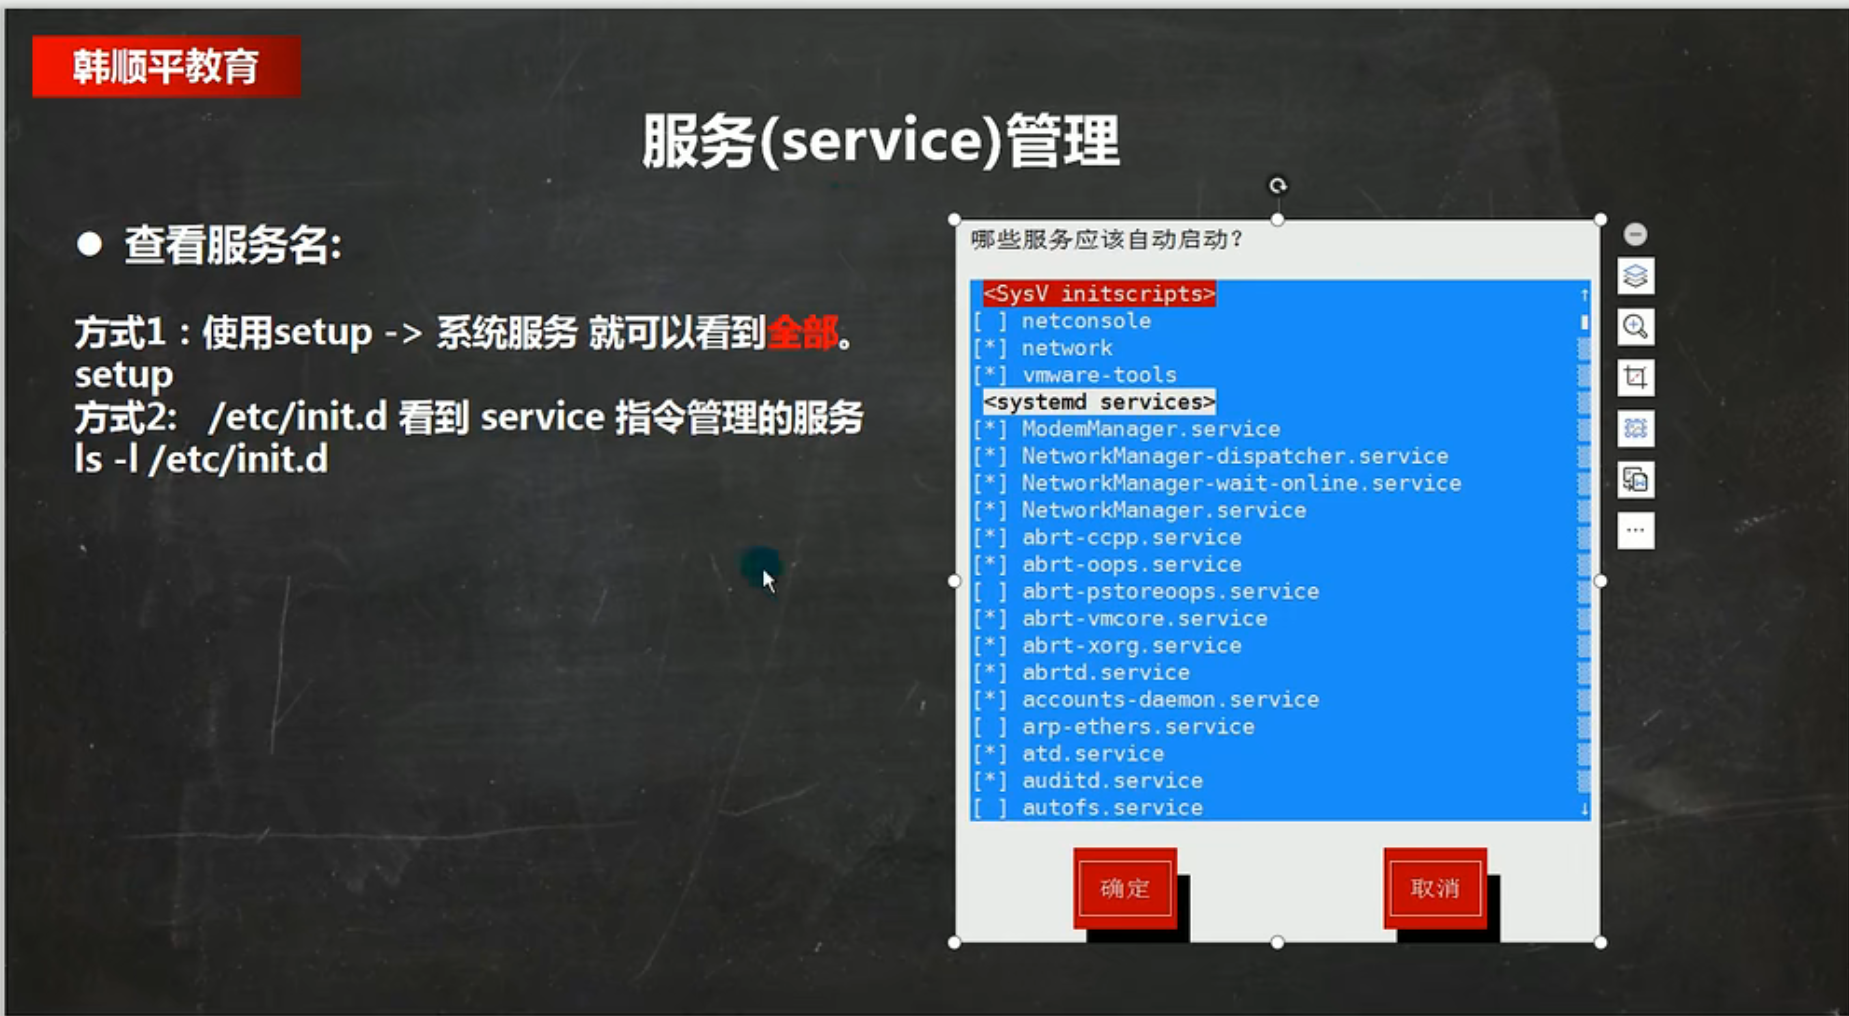 韩顺平教育
服务(service)管理
● 查看服务名:
方式1：使用setup -> 系统服务 就可以看到全部。
setup
方式2: /etc/init.d 看到 service 指令管理的服务
ls -l /etc/init.d
哪些服务应该自动启动?
<SysV initscripts>
[ ] netconsole
[*] network
[*] vmware-tools
<systemd services>
[*] ModemManager.service
[*] NetworkManager-dispatcher.service
[*] NetworkManager-wait-online.service
[*] NetworkManager.service
[*] abrt-ccpp.service
[*] abrt-oops.service
[ ] abrt-pstoreoops.service
[*] abrt-vmcore.service
[*] abrt-xorg.service
[*] abrtd.service
[*] accounts-daemon.service
[ ] arp-ethers.service
[*] atd.service
[*] auditd.service
[ ] autofs.service
确定
取消